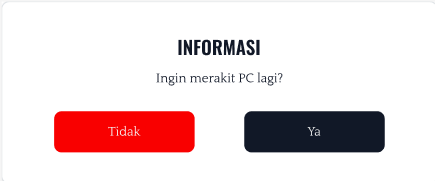 INFORMASI
Ingin merakit PC lagi?
Tidak
Ya